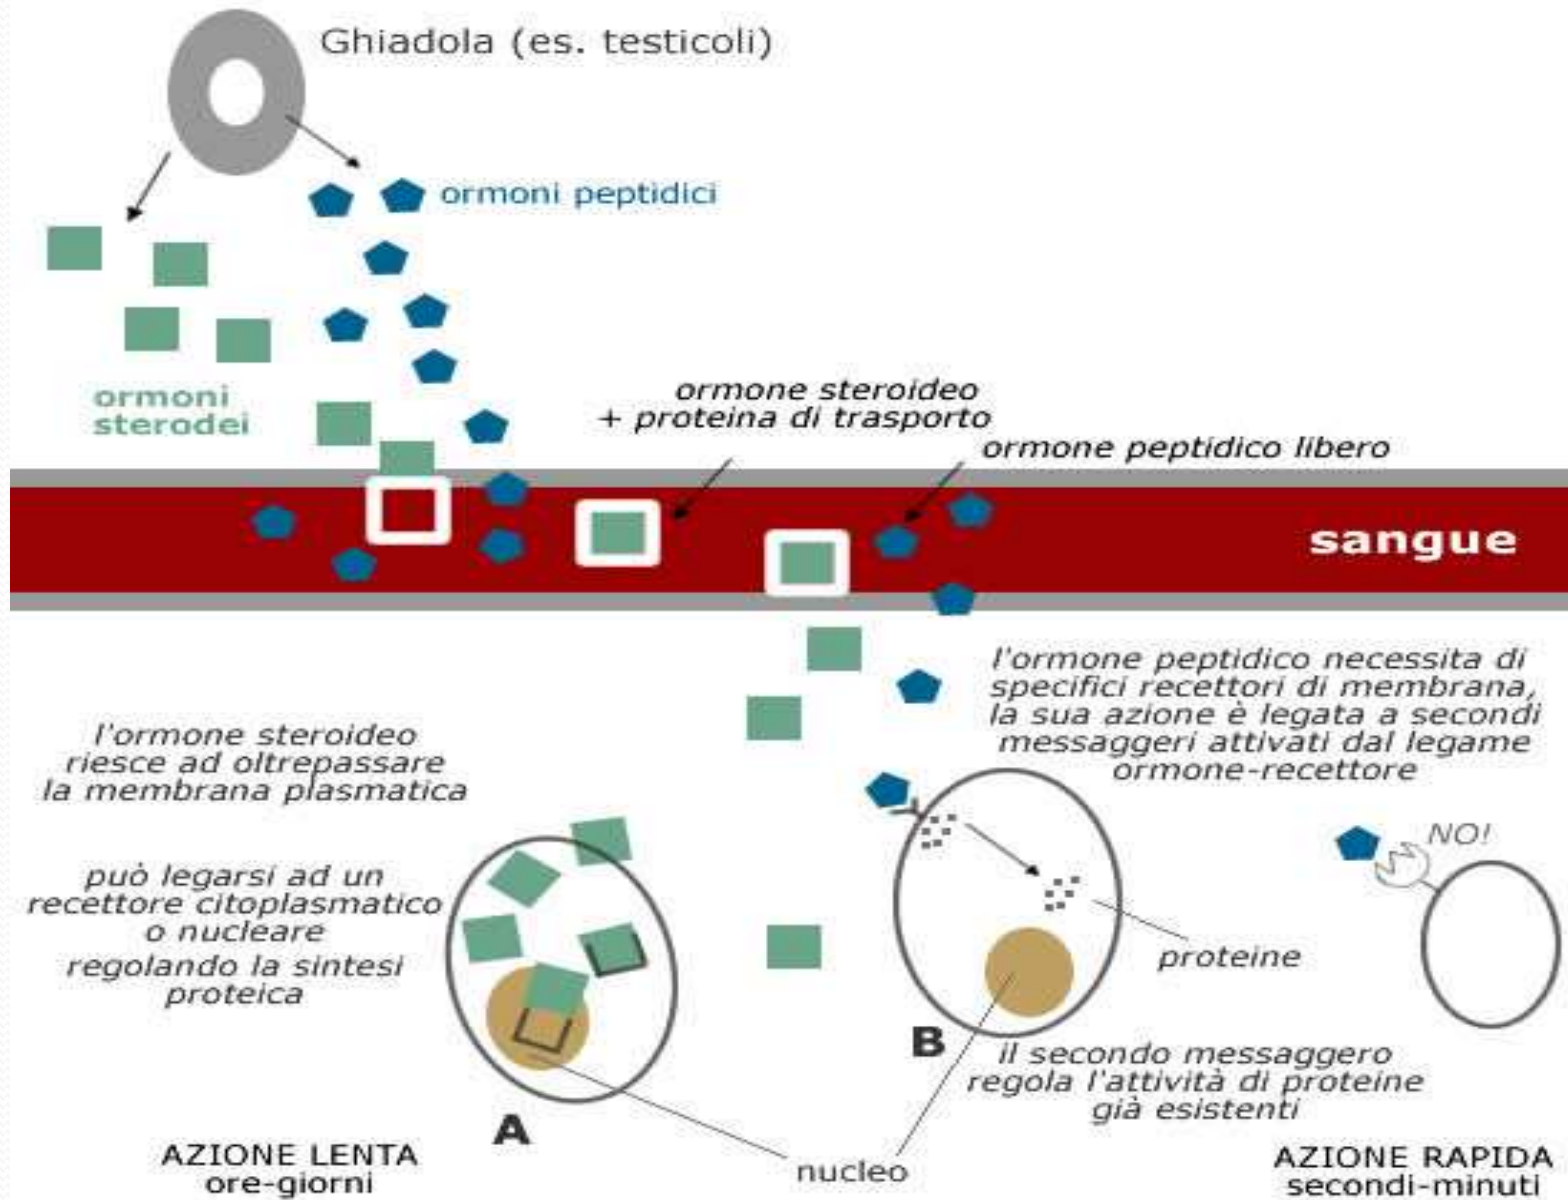 Ghiadola (es. testicoli)
ormoni peptidici
ormoni
sterodei
ormone steroideo
+ proteina di trasporto
ormone peptidico libero
sangue
l'ormone peptidico necessita di
specifici recettori di membrana,
la sua azione è legata a secondi
messaggeri attivati dal legame
ormone-recettore
l'ormone steroideo
riesce ad oltrepassare
la membrana plasmatica
può legarsi ad un
recettore citoplasmatico
o nucleare
regolando la sintesi
proteica
NO!
proteine
A
B
il secondo messaggero
regola l'attività di proteine
già esistenti
nucleo
AZIONE LENTA
ore-giorni
AZIONE RAPIDA
secondi-minuti